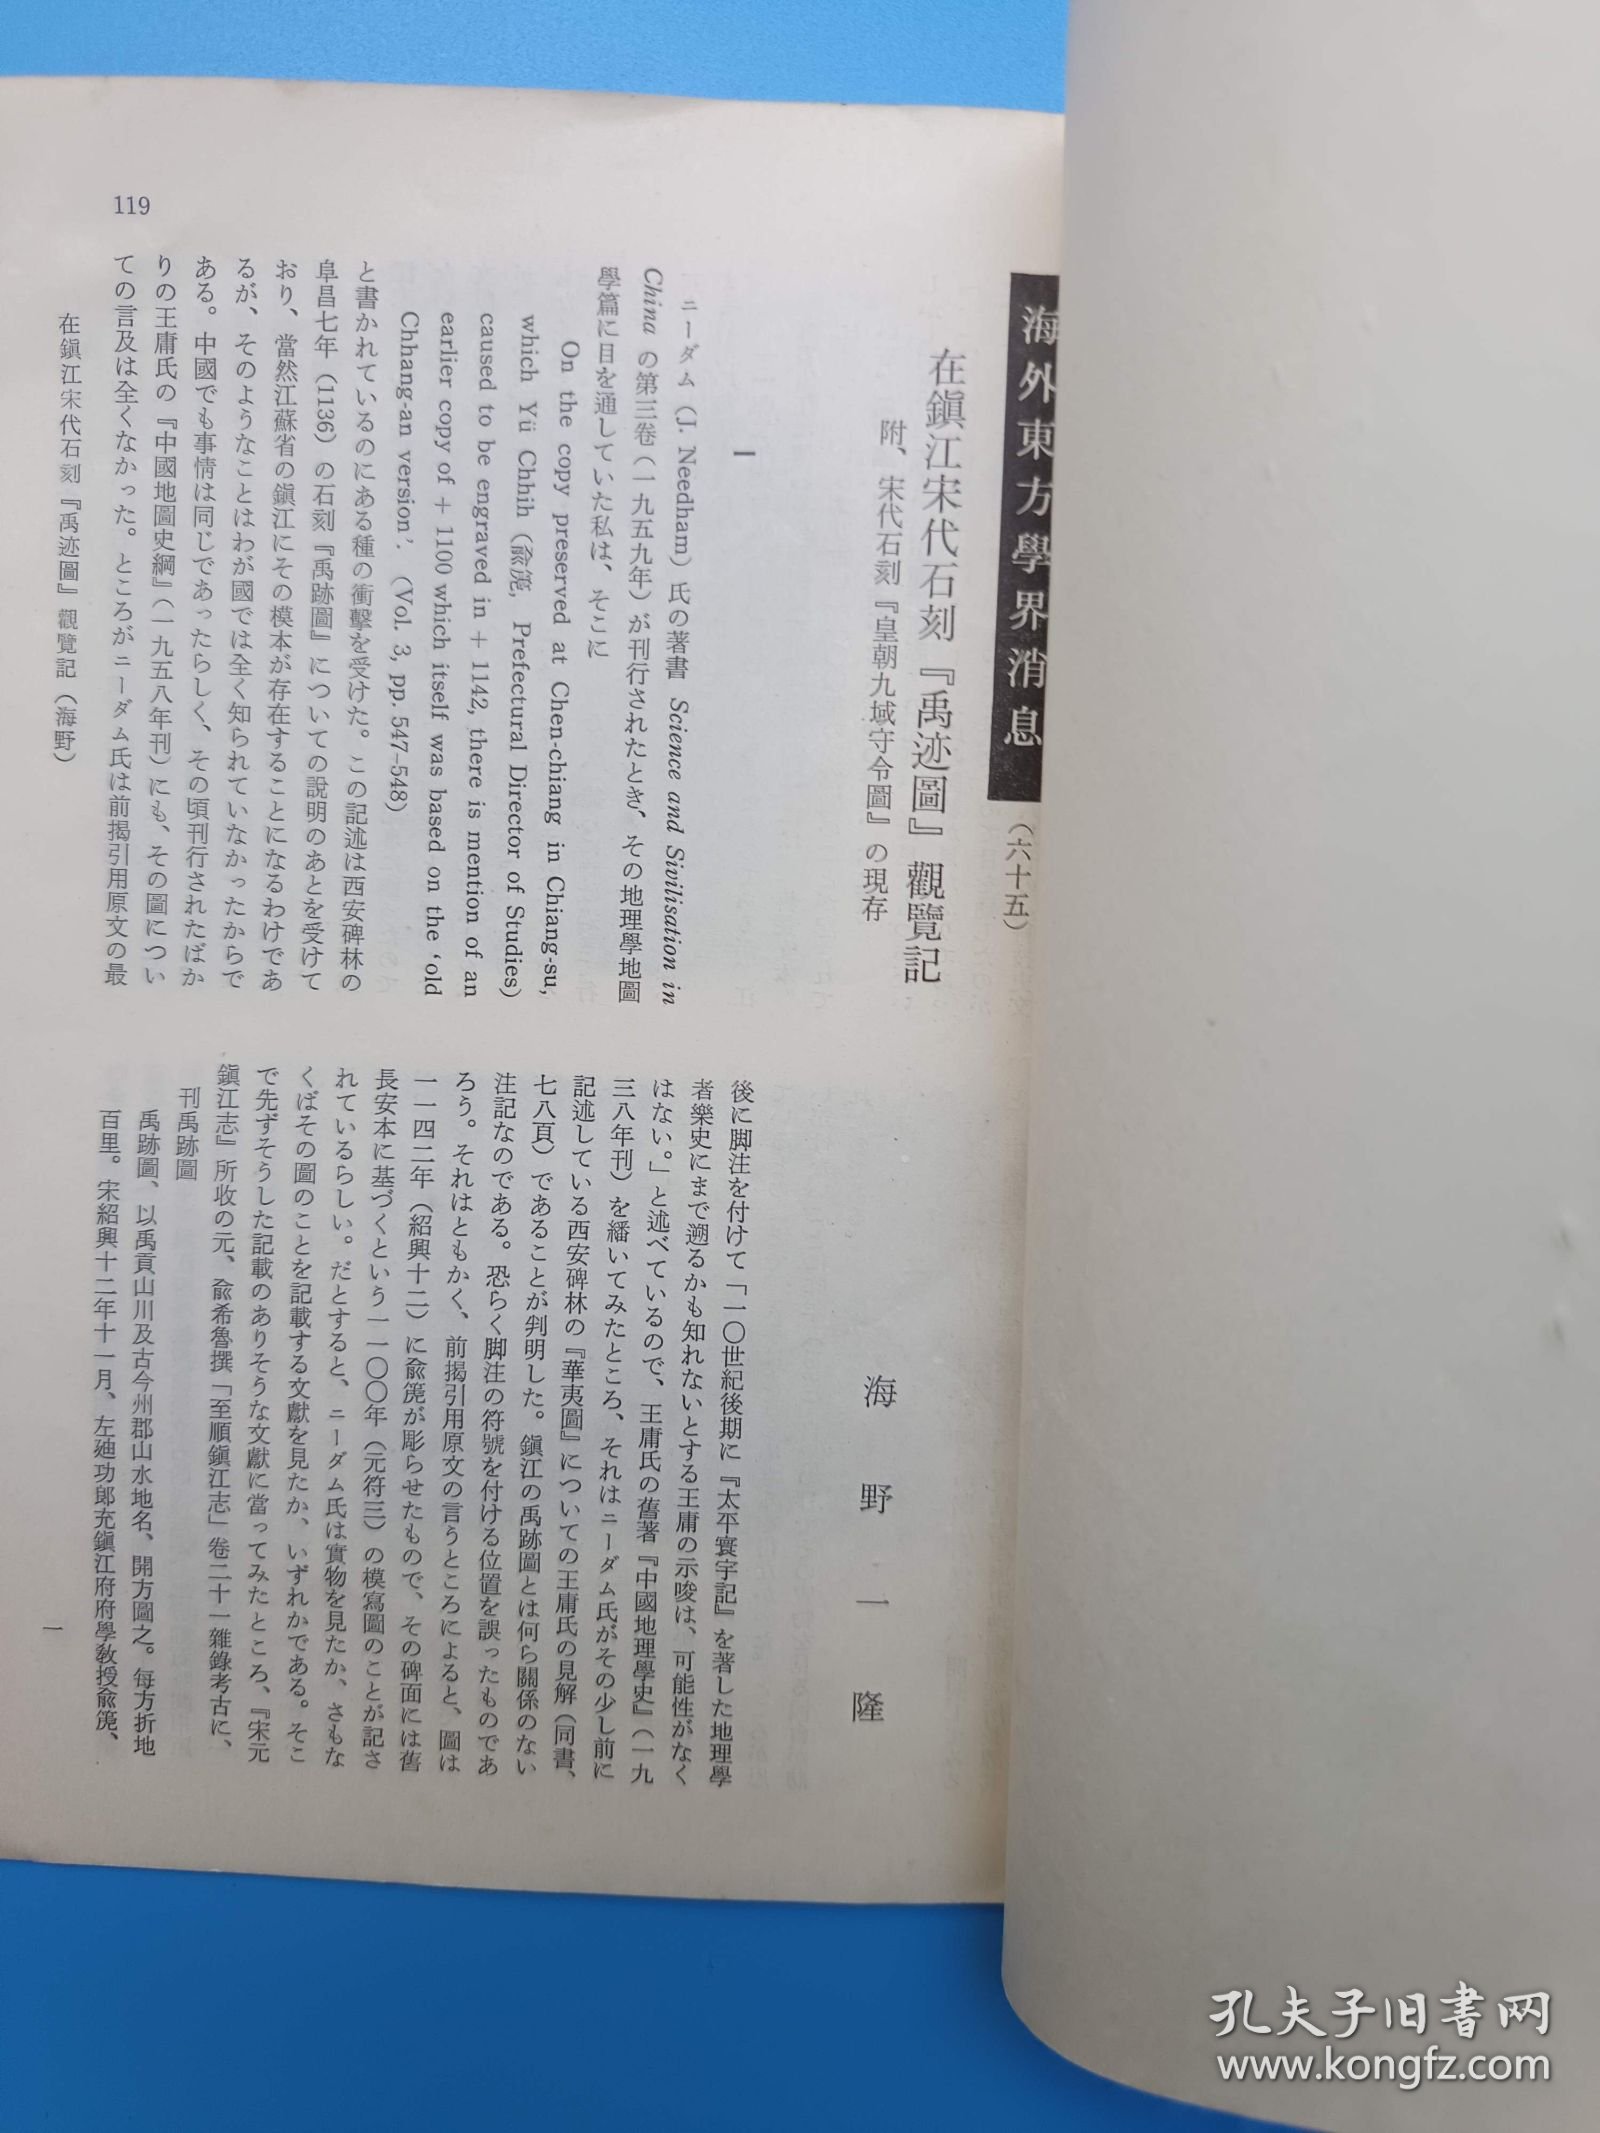 海外東方學界消息（六十五）
在鎭江宋代石刻『禹迹圖』觀覽記
附、宋代石刻『皇朝九域守令圖』の現存
海野一隆
一
ニーダム（J. Needham）氏の著書 Science and Sivilisation in
China の第三卷（一九五九年）が刊行されたとき、その地理學地圖
學篇に目を通していた私は、そこに
On the copy preserved at Chen-chiang in Chiang-su,
which Yü Chhih (兪篪, Prefectural Director of Studies)
caused to be engraved in + 1142, there is mention of an
earlier copy of + 1100 which itself was based on the ‘old
Chhang-an version’. (Vol. 3, pp. 547-548)
と書かれているのにある種の衝擊を受けた。この記述は西安碑林の
阜昌七年（1136）の石刻『禹跡圖』についての說明のあとを受けて
おり、當然江蘇省の鎭江にその模本が存在することになるわけであ
るが、そのようなことはわが國では全く知られていなかったからで
ある。中國でも事情は同じであったらしく、その頃刊行されたばか
りの王庸氏の『中國地圖史綱』（一九五八年刊）にも、その圖につい
ての言及は全くなかった。ところがニーダム氏は前揭引用原文の最
後に脚注を付けて「一〇世紀後期に『太平寰宇記』を著した地理學
者樂史にまで遡るかも知れないとする王庸の示唆は、可能性がなく
はない。」と述べているので、王庸氏の舊著『中國地理學史』（一九
三八年刊）を繙いてみたところ、それはニーダム氏がその少し前に
記述している西安碑林の『華夷圖』についての王庸氏の見解（同書、
七八頁）であることが判明した。鎭江の禹跡圖とは何ら關係のない
注記なのである。恐らく脚注の符號を付ける位置を誤ったものであ
ろう。それはともかく、前揭引用原文の言うところによると、圖は
一一四二年（紹興十二）に兪篪が彫らせたもので、その碑面には舊
長安本に基づくという一一〇〇年（元符三）の模寫圖のことが記さ
れているらしい。だとすると、ニーダム氏は實物を見たか、さもな
くばその圖のことを記載する文獻を見たか、いずれかである。そこ
で先ずそうした記載のありそうな文獻に當ってみたところ、『宋元
鎭江志』所收の元、兪希魯撰「至順鎭江志」卷二十一雜錄考古に、
刊禹跡圖
禹跡圖、以禹貢山川及古今州郡山水地名、開方圖之。每方折地
百里。宋紹興十二年十一月、左廸功郞充鎭江府府學敎授兪篪、
在鎭江宋代石刻『禹迹圖』觀覽記（海野）
一
119
孔夫子旧书网
www.kongfz.com